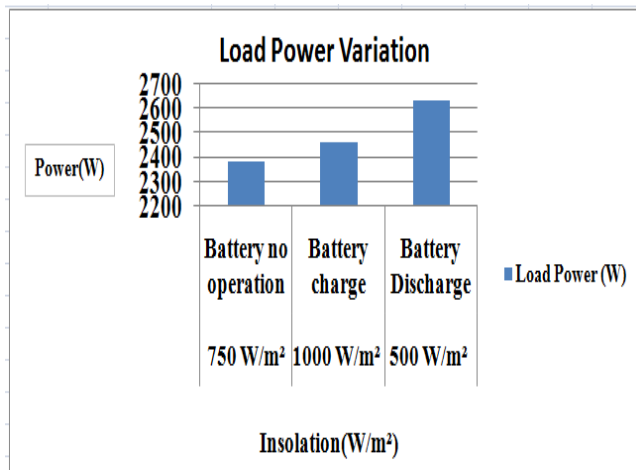 Load Power Variation
2700
2600
2500
2400
2300
2200
Power(W)
Battery no operation
Battery charge
Battery Discharge
750 W/m²
1000 W/m²
500 W/m²
Load Power (W)
Insolation(W/m²)